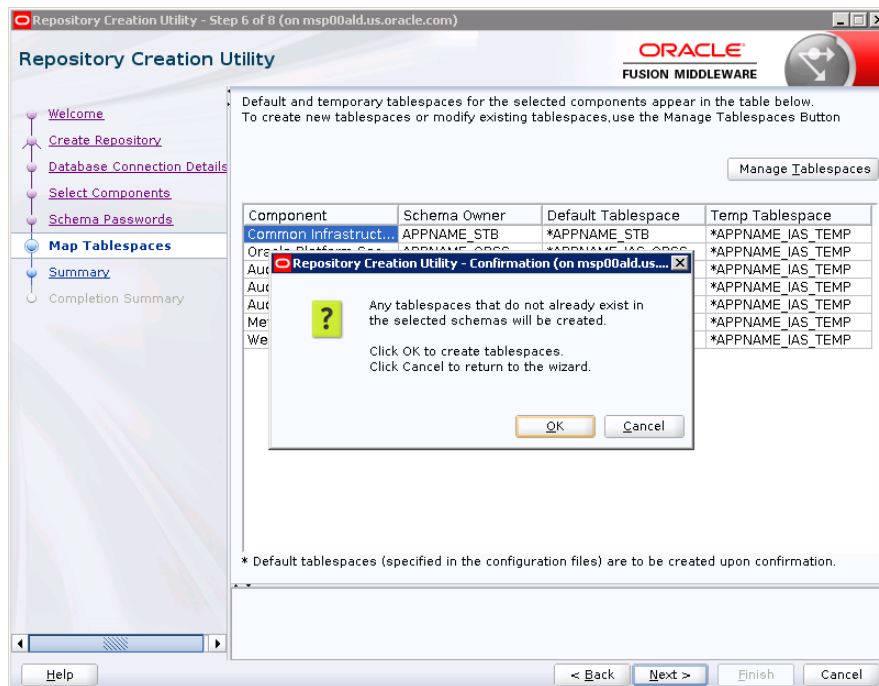 Repository Creation Utility - Step 6 of 8 (on msp00ald.us.oracle.com)
Repository Creation Utility
ORACLE
FUSION MIDDLEWARE
Welcome
Create Repository
Database Connection Details
Select Components
Schema Passwords
Map Tablespaces
Summary
Completion Summary
Default and temporary tablespaces for the selected components appear in the table below.
To create new tablespaces or modify existing tablespaces,use the Manage Tablespaces Button
Manage Tablespaces
Component Schema Owner Default Tablespace Temp Tablespace
Common Infrastruct... APPNAME_STB *APPNAME_STB *APPNAME_IAS_TEMP
*APPNAME_IAS_TEMP
Au *APPNAME_IAS_TEMP
Au *APPNAME_IAS_TEMP
Au *APPNAME_IAS_TEMP
Me *APPNAME_IAS_TEMP
We *APPNAME_IAS_TEMP
Repository Creation Utility - Confirmation (on msp00ald.us....
Any tablespaces that do not already exist in
the selected schemas will be created.
Click OK to create tablespaces.
Click Cancel to return to the wizard.
OK Cancel
* Default tablespaces (specified in the configuration files) are to be created upon confirmation.
Help < Back Next > Finish Cancel